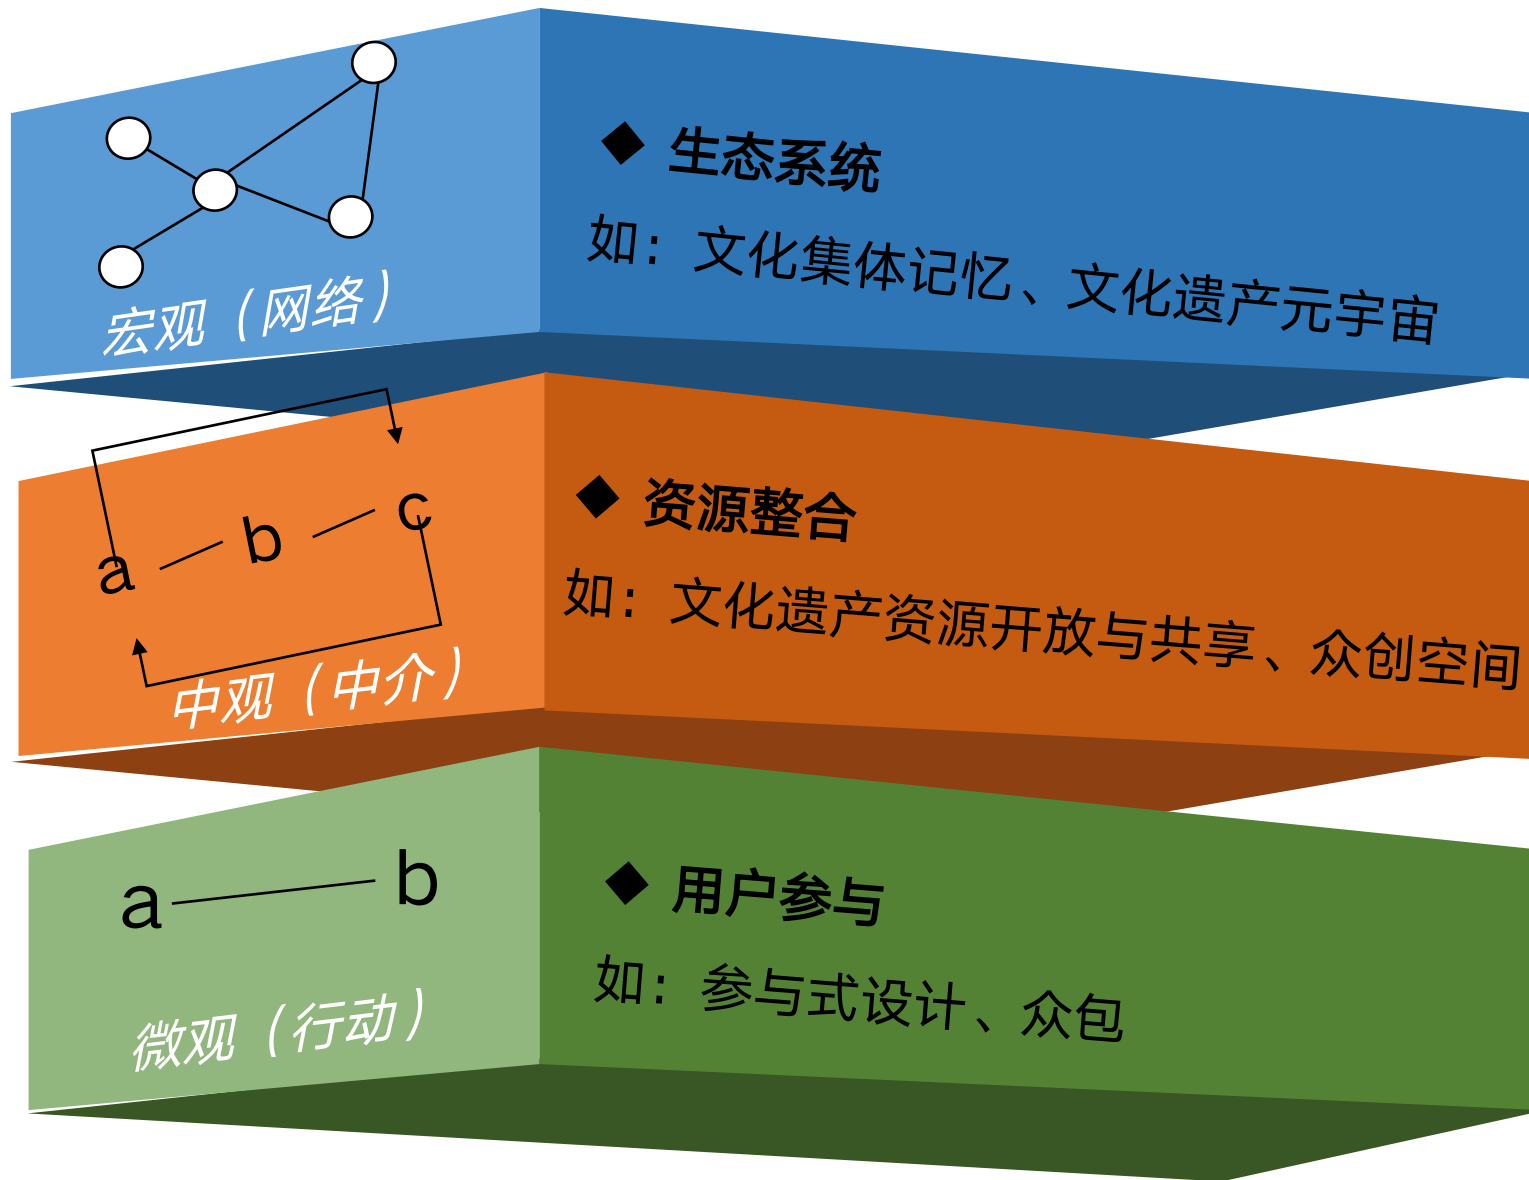 ◆ 生态系统
如：文化集体记忆、文化遗产元宇宙
宏观（网络）
◆ 资源整合
如：文化遗产资源开放与共享、众创空间
a — b — c
中观（中介）
◆ 用户参与
如：参与式设计、众包
a — b
微观（行动）